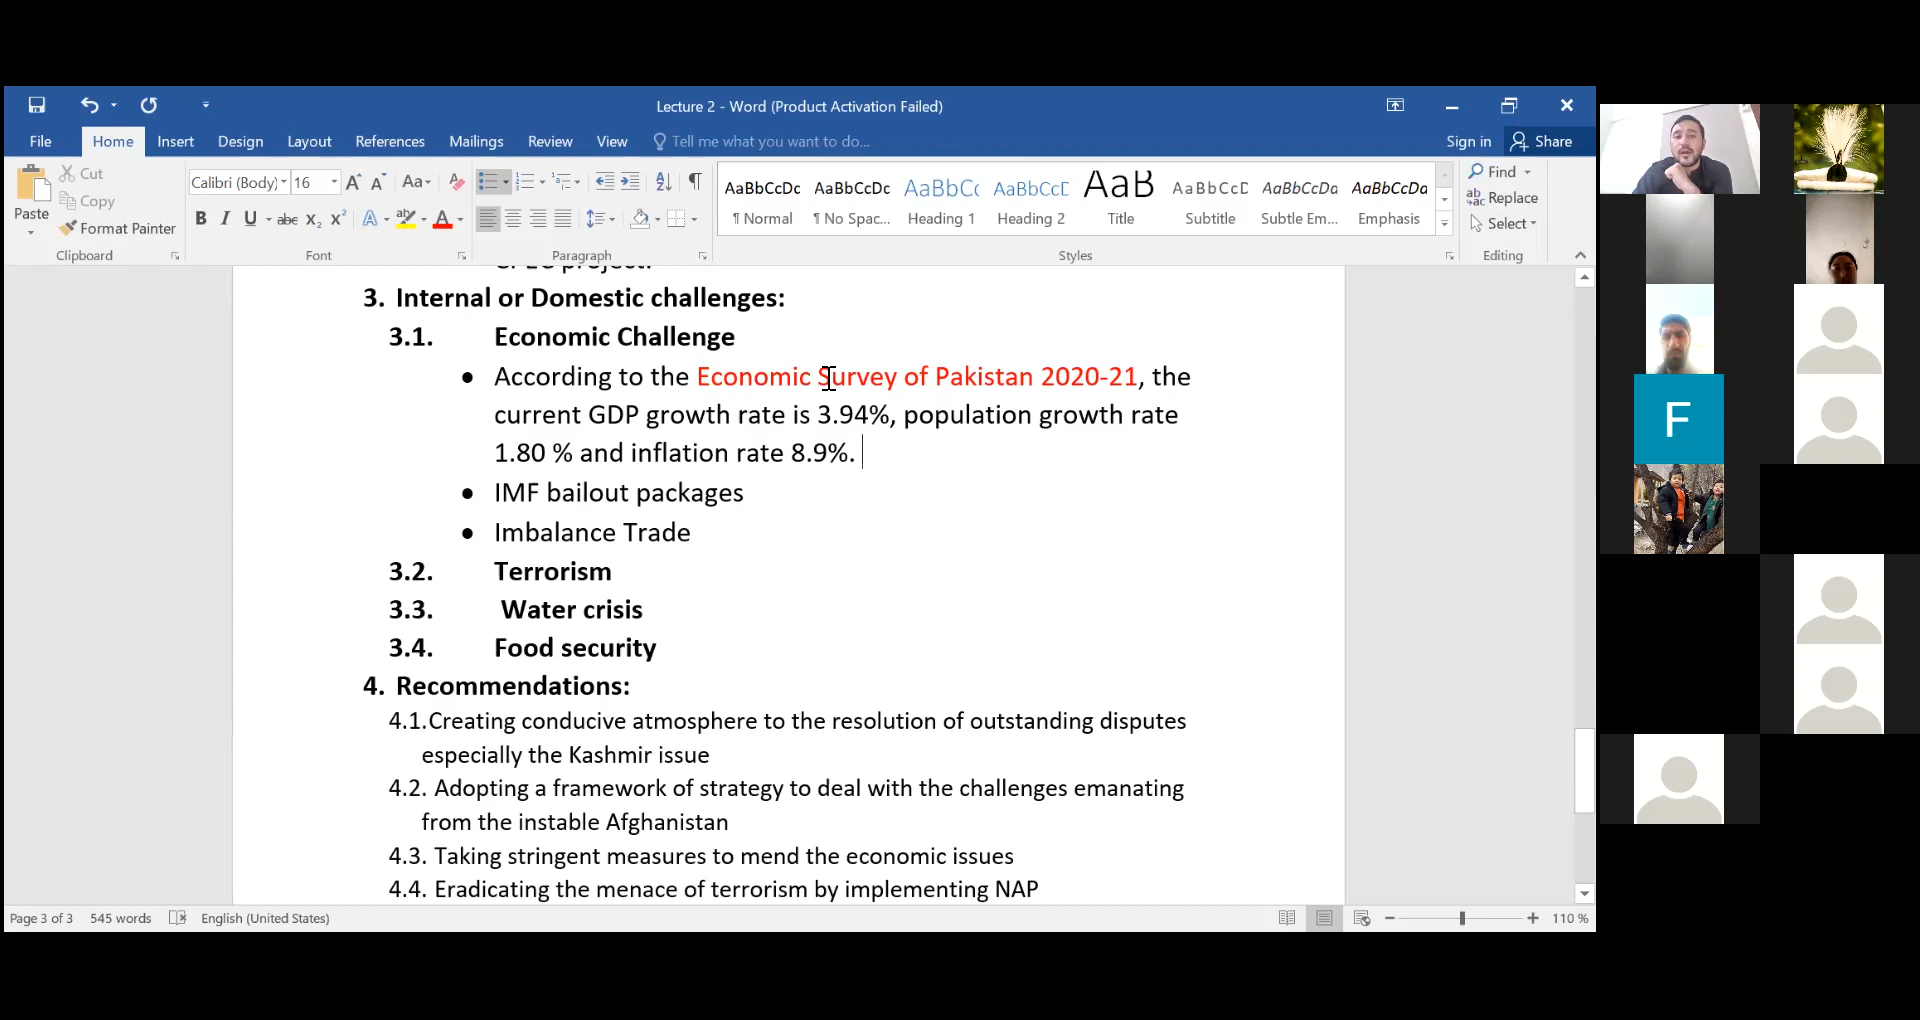 Lecture 2 - Word (Product Activation Failed)
File Home Insert Design Layout References Mailings Review View Tell me what you want to do... Sign in Share
Paste Cut Copy Format Painter
Calibri (Body) 16 A A Aa
B I U abc X₂ X² A A
AaBbCcDc AaBbCcDc AaBbCc AaBbCcD AaB AaBbCcD AaBbCcDa AaBbCcDa
¶ Normal ¶ No Spac... Heading 1 Heading 2 Title Subtitle Subtle Em... Emphasis
Find Replace Select
Clipboard Font Paragraph Styles Editing
project.
3. Internal or Domestic challenges:
3.1. Economic Challenge
• According to the Economic Survey of Pakistan 2020-21, the
current GDP growth rate is 3.94%, population growth rate
1.80 % and inflation rate 8.9%.
• IMF bailout packages
• Imbalance Trade
3.2. Terrorism
3.3. Water crisis
3.4. Food security
4. Recommendations:
4.1.Creating conducive atmosphere to the resolution of outstanding disputes
especially the Kashmir issue
4.2. Adopting a framework of strategy to deal with the challenges emanating
from the instable Afghanistan
4.3. Taking stringent measures to mend the economic issues
4.4. Eradicating the menace of terrorism by implementing NAP
Page 3 of 3 545 words English (United States) 110 %
F